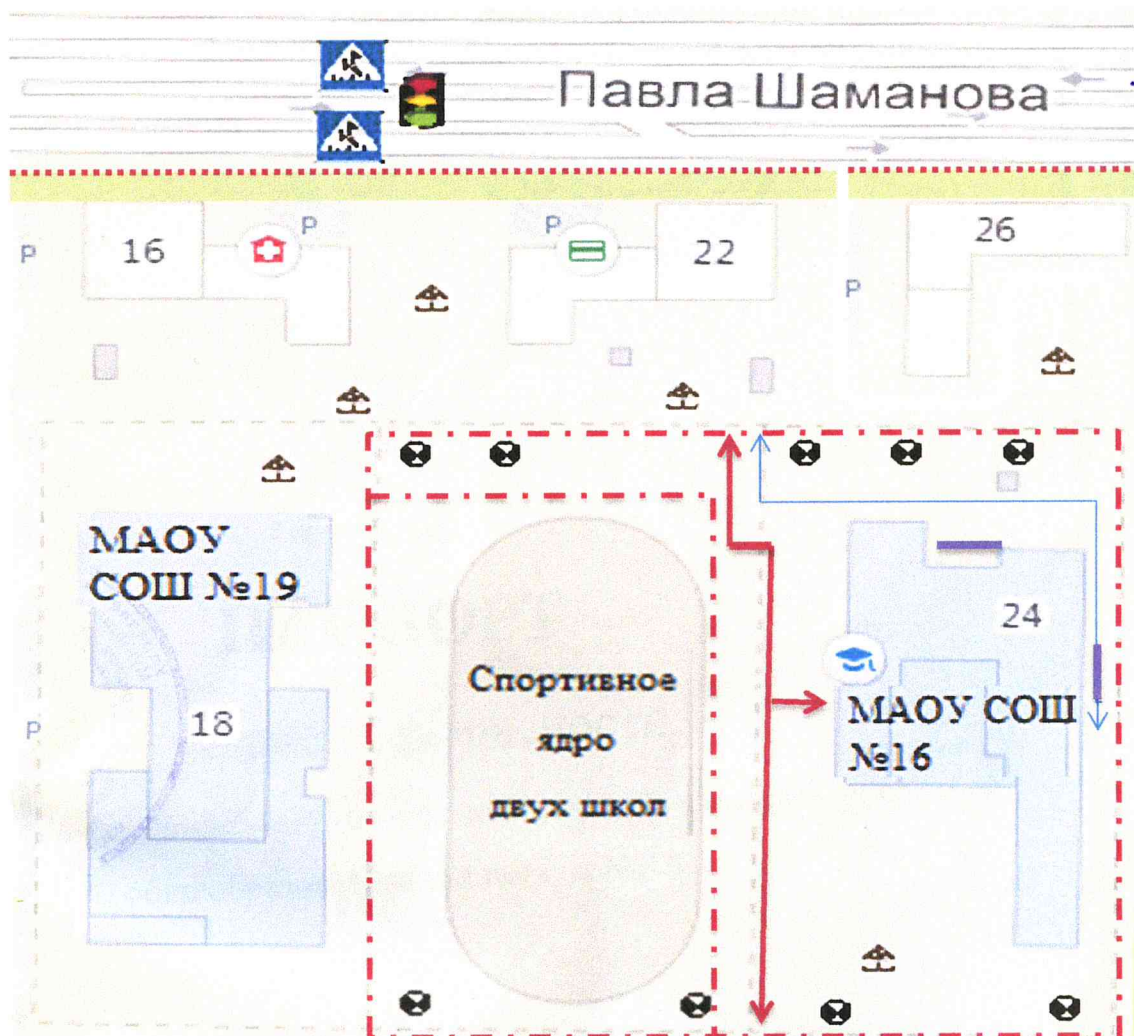 Павла Шаманова
P
16
P
P
22
26
P
МАОУ
СОШ №19
18
P
Спортивное
ядро
двух школ
24
МАОУ СОШ
№16